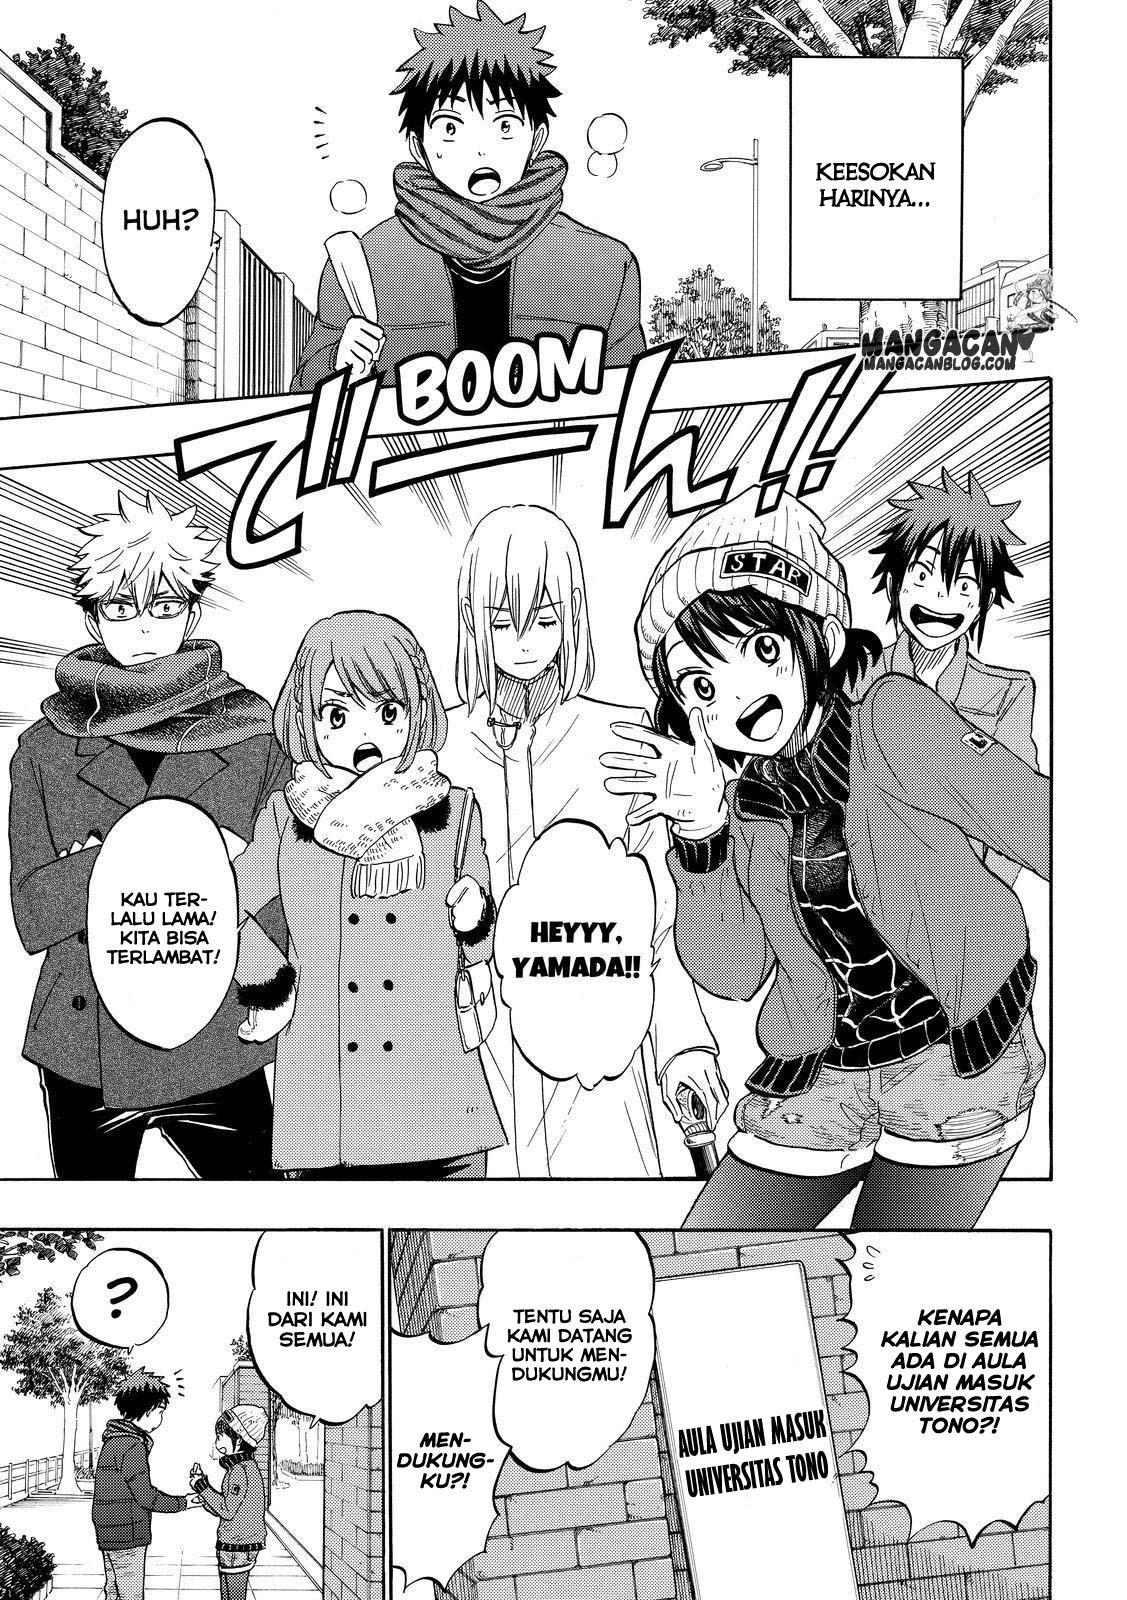 KEESOKAN
HARINYA...
HUH?
MANGACAN
MANGACANBLOG.COM
BOOM
でーん!!
STAR
HEYYY,
YAMADA!!
KAU TER-
LALU LAMA!
KITA BISA
TERLAMBAT!
KENAPA
KALIAN SEMUA
ADA DI AULA
UJIAN MASUK
UNIVERSITAS
TONO?!
AULA UJIAN MASUK
UNIVERSITAS TONO
TENTU SAJA
KAMI DATANG
UNTUK MEN-
DUKUNGMU!
MEN-
DUKUNG-
KU?!
INI! INI
DARI KAMI
SEMUA!
?